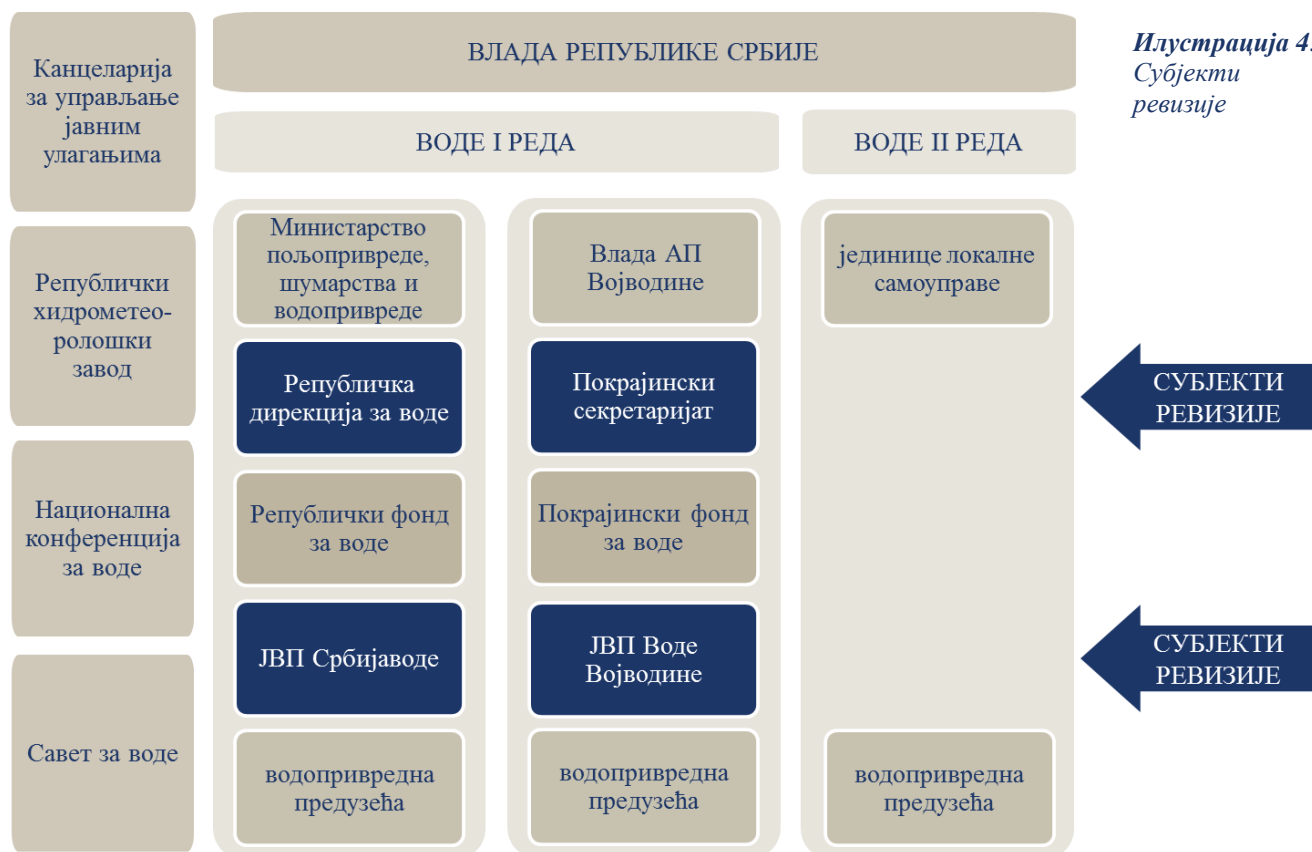 Канцеларија
за управљање
јавним
улагањима
Републички
хидрометео-
ролошки
завод
Национална
конференција
за воде
Савет за воде
ВЛАДА РЕПУБЛИКЕ СРБИЈЕ
ВОДЕ I РЕДА
ВОДЕ II РЕДА
Министарство
пољопривреде,
шумарства и
водопривреде
Републичка
дирекција за воде
Републички фонд
за воде
ЈВП Србијаводе
водопривредна
предузећа
Влада АП
Војводине
Покрајински
секретаријат
Покрајински фонд
за воде
ЈВП Воде
Војводине
водопривредна
предузећа
јединице локалне
самоуправе
водопривредна
предузећа
Илустрација 4.
Субјекти
ревизије
СУБЈЕКТИ
РЕВИЗИЈЕ
СУБЈЕКТИ
РЕВИЗИЈЕ